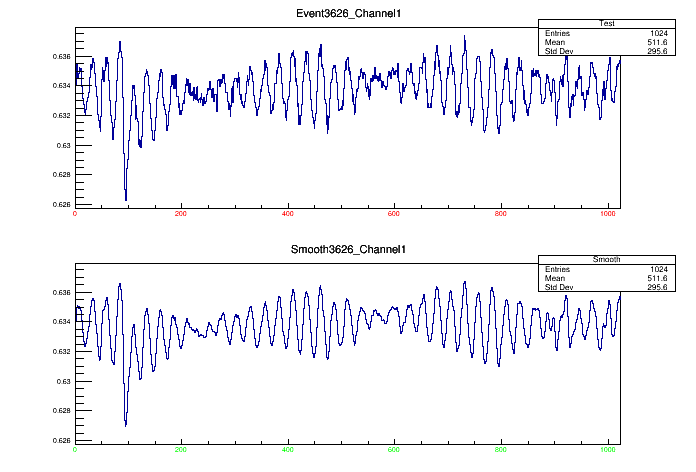 Event3626_Channel1
Test
Entries 1024
Mean 511.6
Std Dev 295.6
0.636
0.634
0.632
0.63
0.628
0.626
0 200 400 600 800 1000
Smooth3626_Channel1
Smooth
Entries 1024
Mean 511.6
Std Dev 295.6
0.636
0.634
0.632
0.63
0.628
0.626
0 200 400 600 800 1000